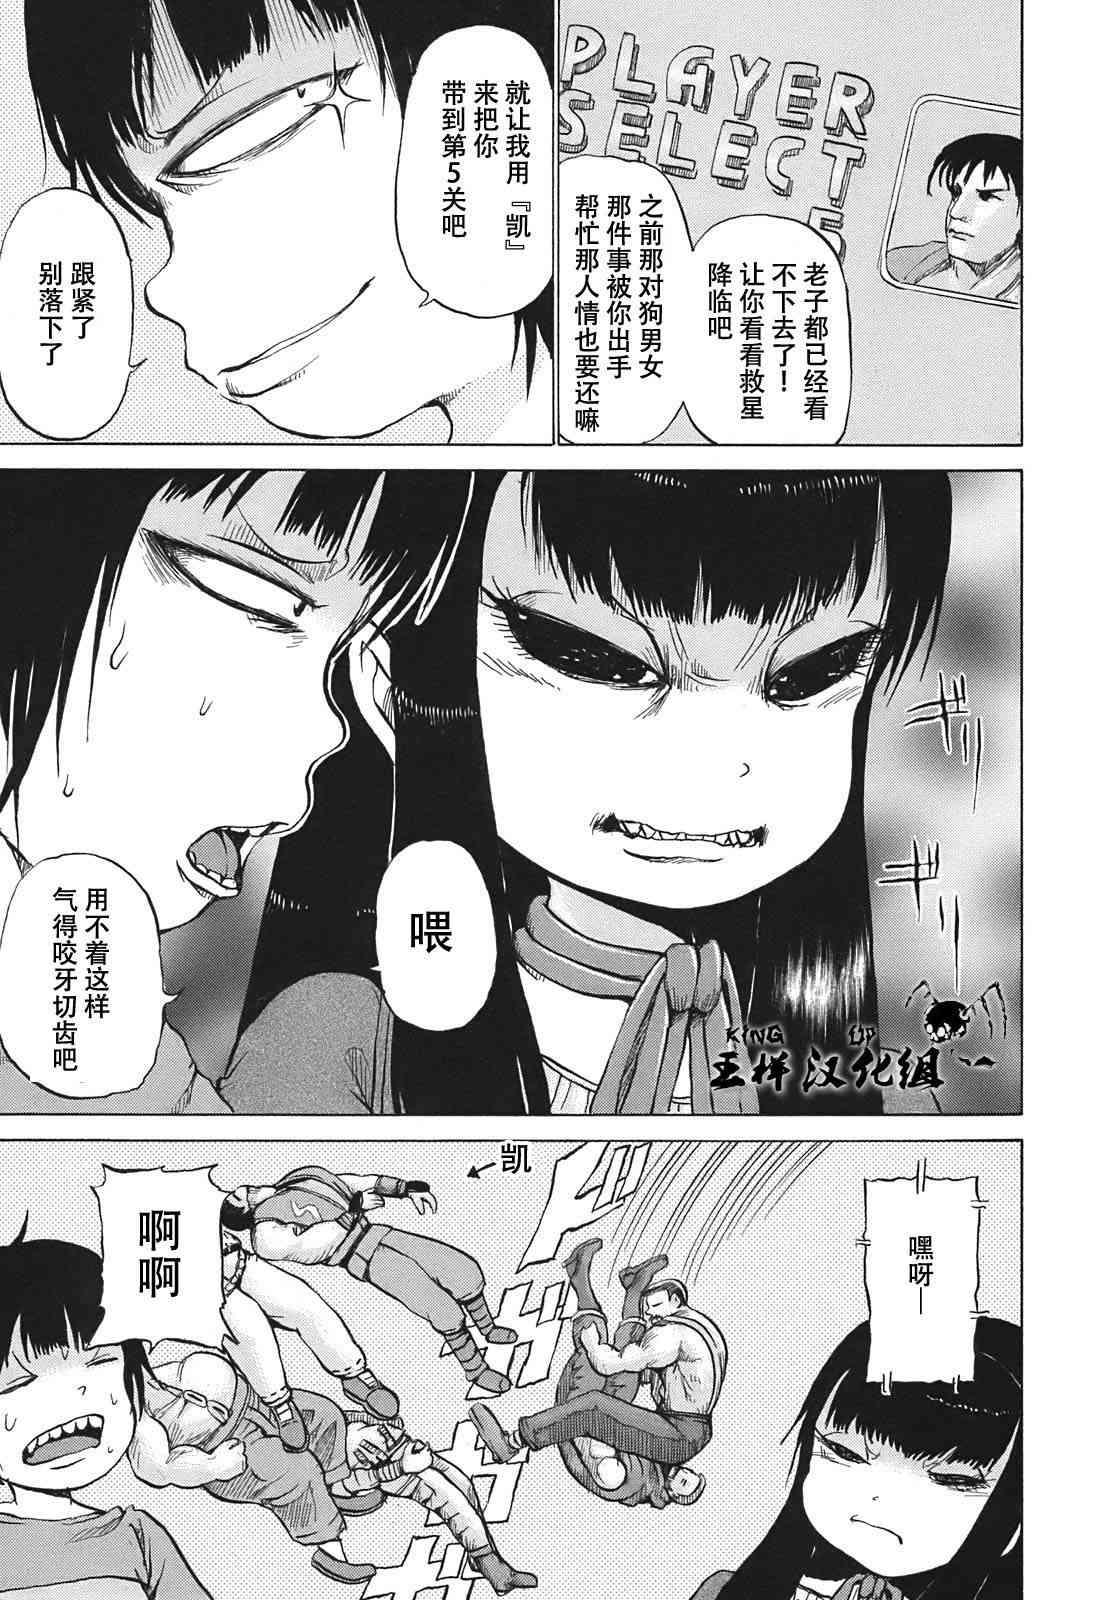 PLAYER
SELECT
老子都已经看
不下去了！
让你看看救星
降临吧
之前那对狗男女
那件事被你出手
帮忙那人情也要还嘛
就让我用『凯』
来把你
带到第5关吧
跟紧了
别落下了
ギギ
ギギ
喂
用不着这样
气得咬牙切齿吧
KING UP
王样汉化组
嘿呀—
凯
啊
啊